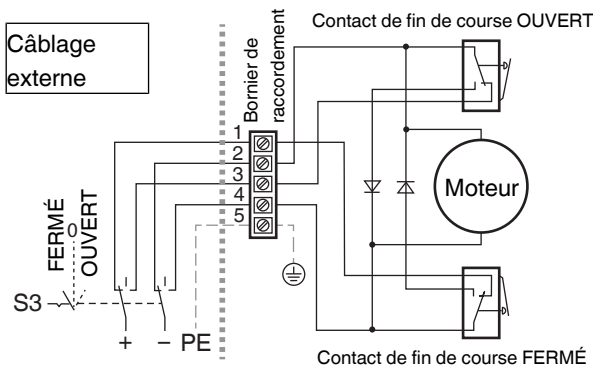 Câblage
externe
Bornier de
raccordement
Contact de fin de course OUVERT
1
2
3
4
5
Moteur
FERMÉ
0
OUVERT
S3
+
–
PE
Contact de fin de course FERMÉ